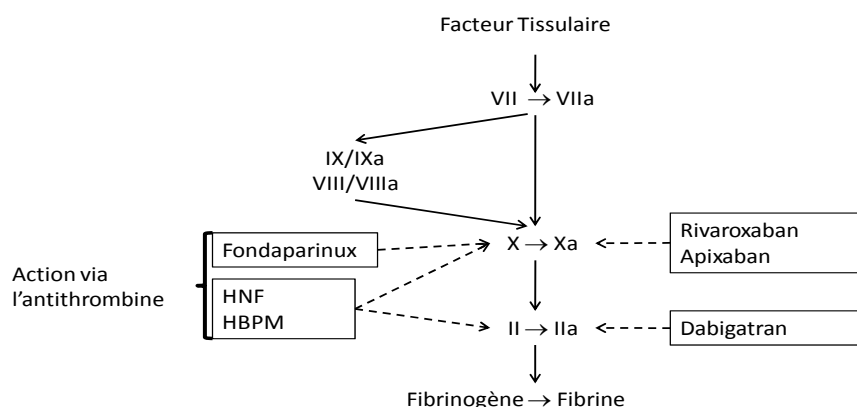 Facteur Tissulaire
VII → VIIa
IX/IXa
VIII/VIIIa
Fondaparinux
X → Xa
Rivaroxaban
Apixaban
Action via
l'antithrombine
HNF
HBPM
II → IIa
Dabigatran
Fibrinogène → Fibrine